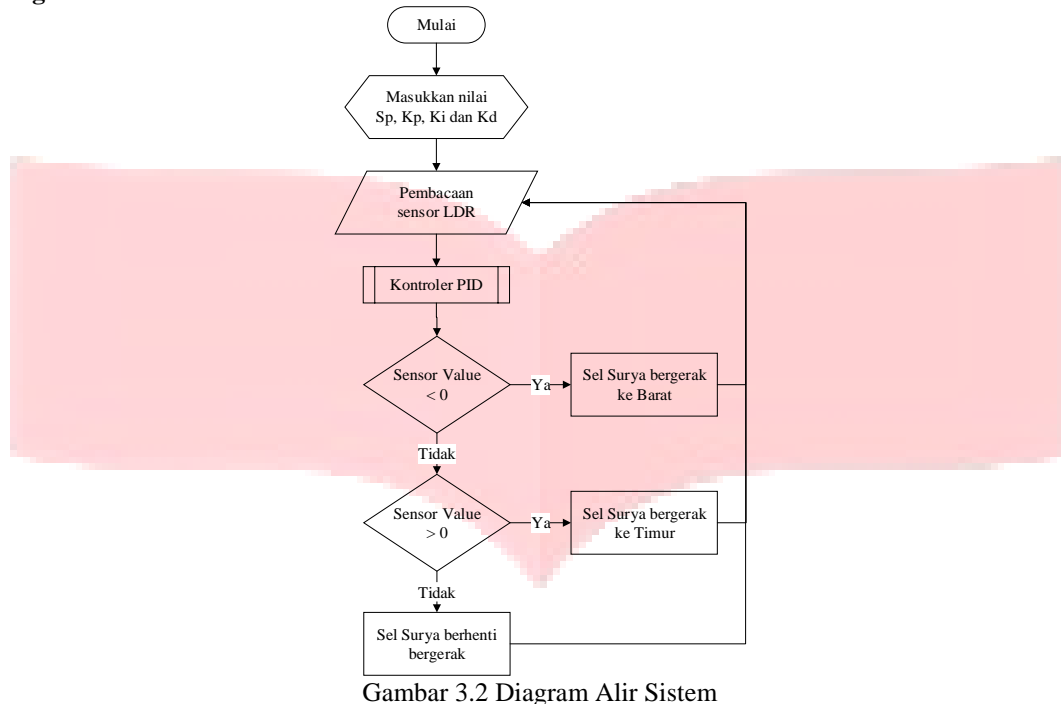 Mulai
Masukkan nilai
Sp, Kp, Ki dan Kd
Pembacaan
sensor LDR
Kontroler PID
Sensor Value
< 0
Ya
Sel Surya bergerak
ke Barat
Tidak
Sensor Value
> 0
Ya
Sel Surya bergerak
ke Timur
Tidak
Sel Surya berhenti
bergerak
Gambar 3.2 Diagram Alir Sistem